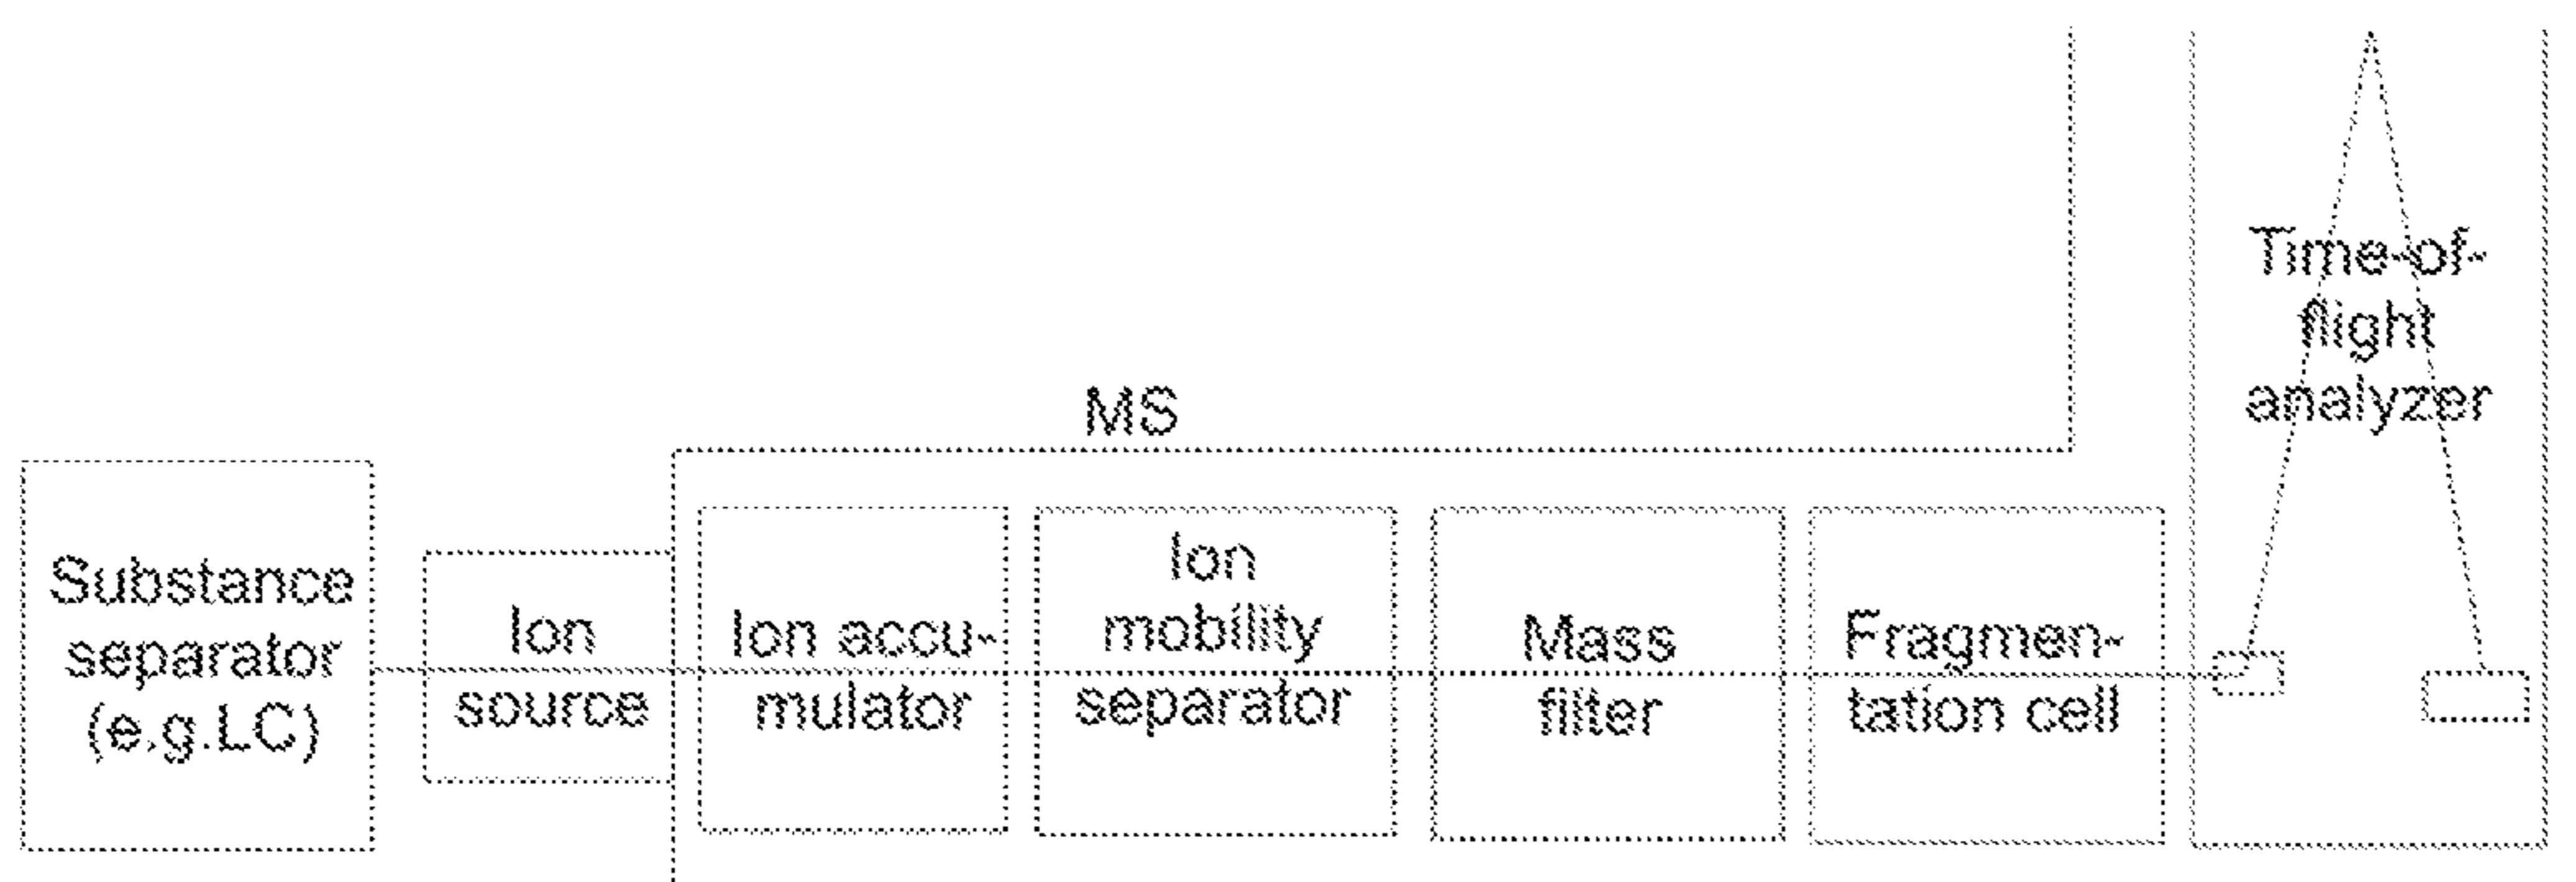 MS
Substance
separator
(e.g.LC)
Ion
source
Ion accu-
mulator
Ion
mobility
separator
Mass
filter
Fragmen-
tation cell
Time-of-
flight
analyzer